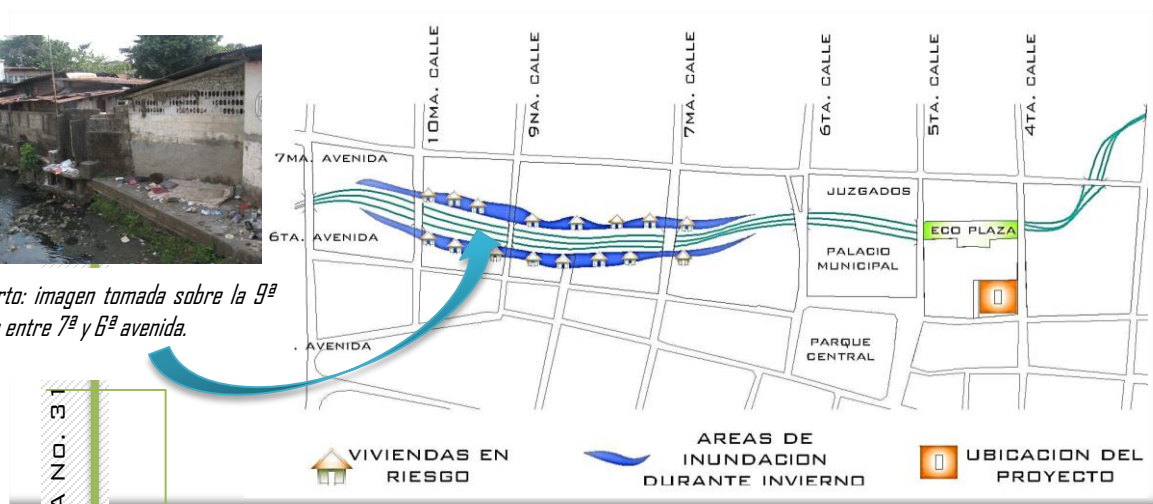 10MA. CALLE
9NA. CALLE
7MA. CALLE
6TA. CALLE
5TA. CALLE
4TA. CALLE
7MA. AVENIDA
JUZGADOS
6TA. AVENIDA
ECO PLAZA
PALACIO
MUNICIPAL
rto: imagen tomada sobre la 9ª
entre 7ª y 6ª avenida.
. AVENIDA
PARQUE
CENTRAL
A NO. 31
VIVIENDAS EN
RIESGO
AREAS DE
INUNDACION
DURANTE INVIERNO
UBICACION DEL
PROYECTO